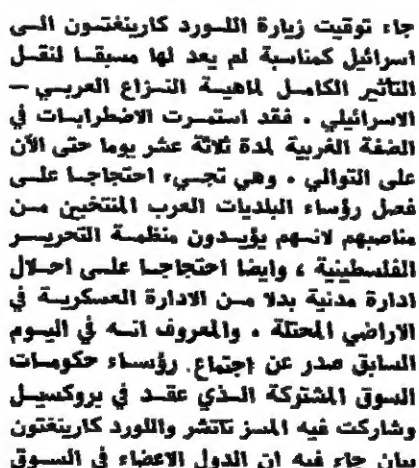 جاء توقيت زيارة اللورد كارينغتون الى
اسرائيل كمناسبة لم يعد لها مسبقا لنقل
التأثير الكامل لماهية النزاع العربي —
الاسرائيلي . فقد استمرت الاضطرابات في
الضفة الغربية لمدة ثلاثة عشر يوما حتى الآن
على التوالي . وهي تجيء احتجاجا على
فصل رؤساء البلديات العرب المنتخبين من
مناصبهم لانهم يؤيدون منظمة التحرير
الفلسطينية ، وايضا احتجاجا على احلال
ادارة مدنية بدلا من الادارة العسكرية في
الاراضي المحتلة . والمعروف انه في اليوم
السابق صدر عن إجتماع. رؤساء حكومات
السوق المشتركة الذي عقد في بروكسيل
وشاركت فيه المسز تاتشر واللورد كارينغتون
بيان جاء فيه ان الدول الاعضاء في السوق